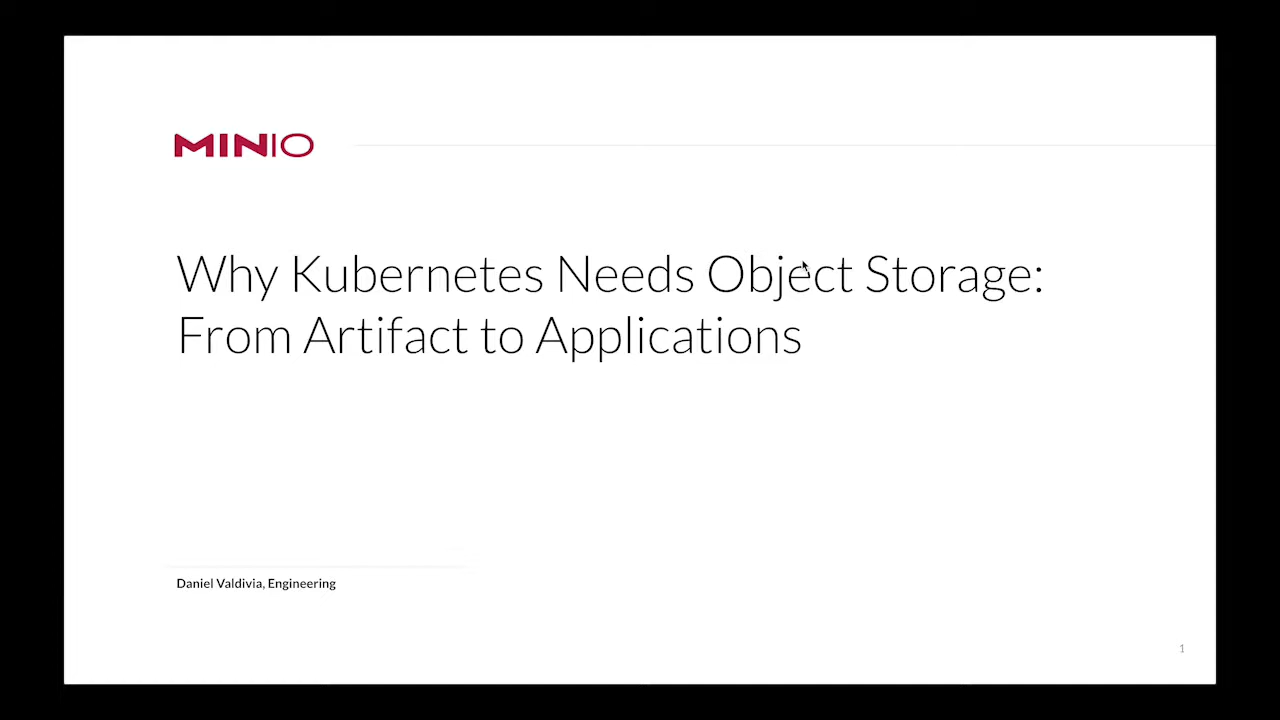 MINIO
Why Kubernetes Needs Object Storage:
From Artifact to Applications
Daniel Valdivia, Engineering
1